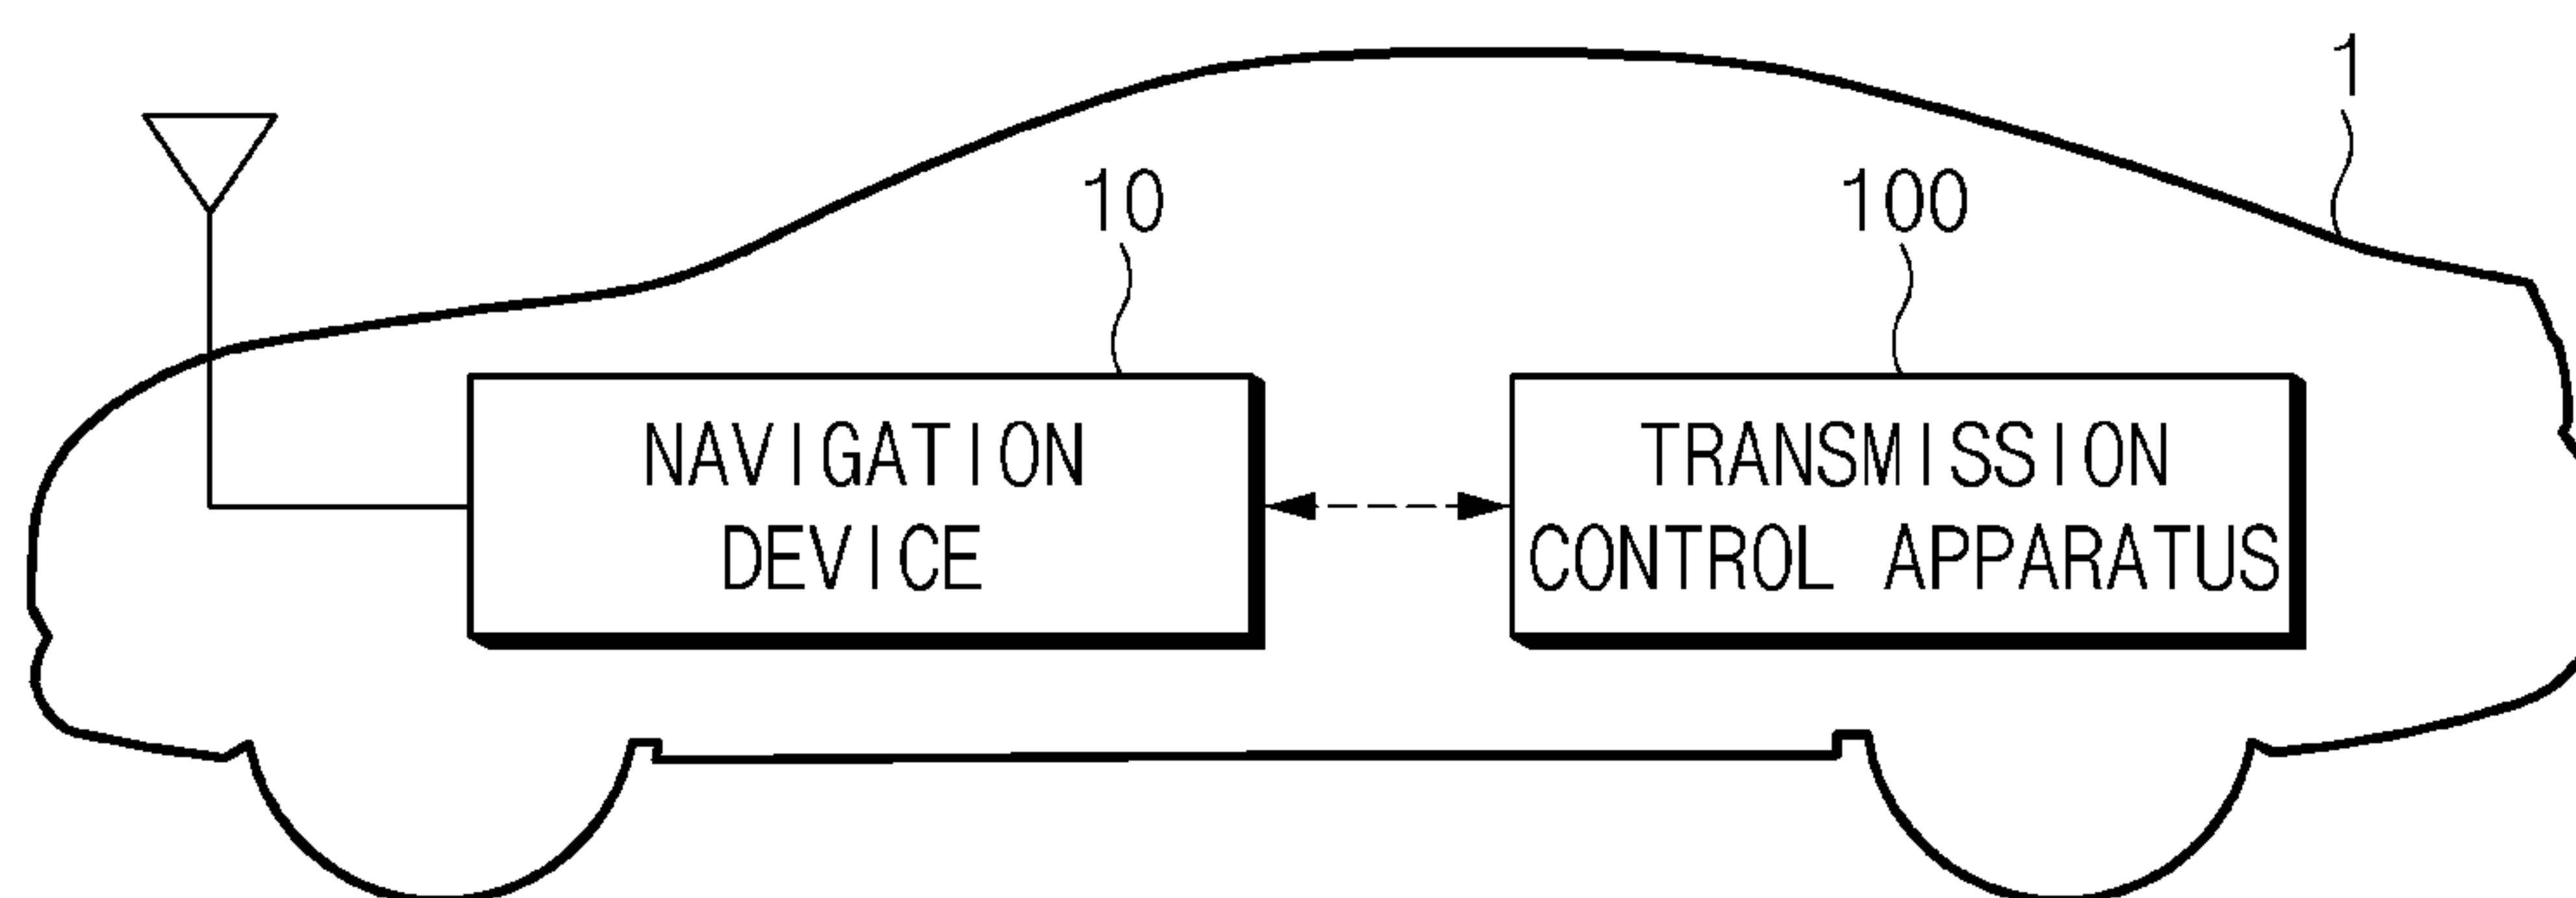 1
10
100
NAVIGATION
DEVICE
TRANSMISSION
CONTROL APPARATUS